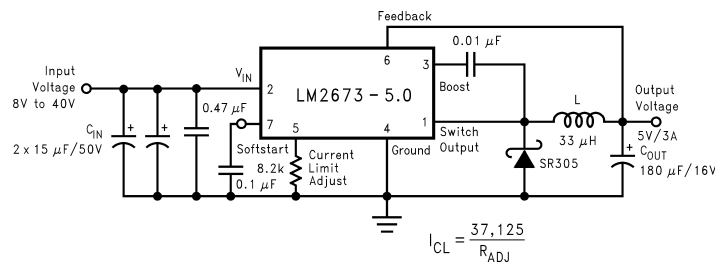 Feedback
0.01 μF
6
3
Input
Voltage
8V to 40V
V_IN
2
LM2673 - 5.0
Boost
L
Output
Voltage
0.47 μF
7
5
4
1
C_IN
2 x 15 μF/50V
Softstart
Switch
Output
33 μH
5V/3A
8.2k
Current
Limit
Adjust
Ground
SR305
C_OUT
180 μF/16V
0.1 μF
I_CL = 37,125
R_ADJ
+
+
+